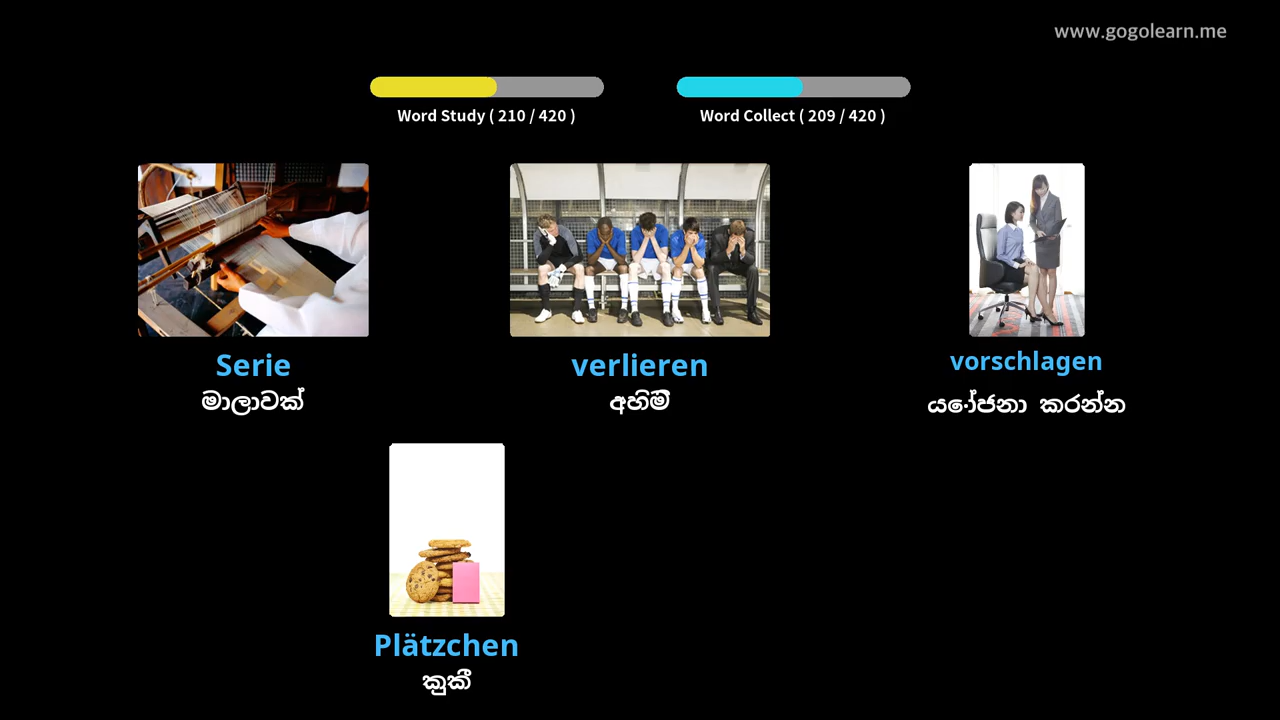 www.gogolearn.me
Word Study ( 210 / 420 )
Word Collect ( 209 / 420 )
Serie
මාලාවක්
verlieren
අහිමි
vorschlagen
යෝජනා කරන්න
Plätzchen
කුකී